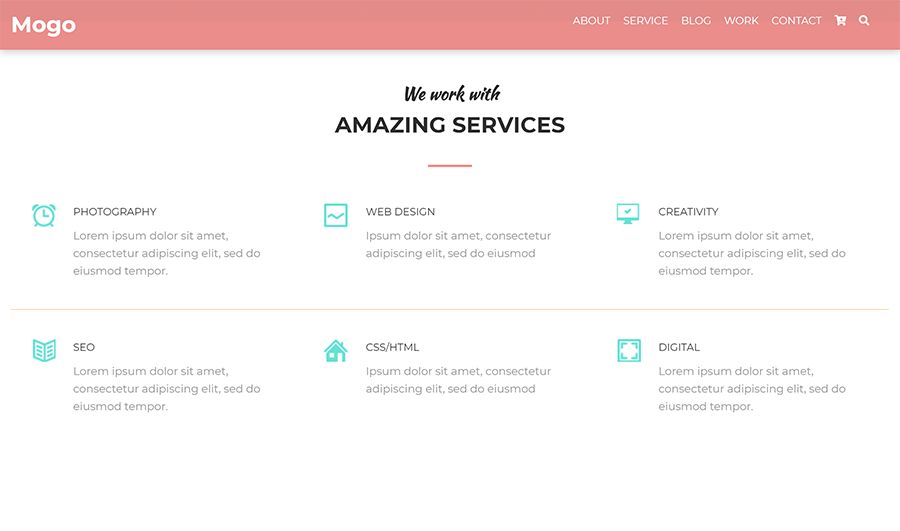 Mogo
ABOUT SERVICE BLOG WORK CONTACT
We work with
AMAZING SERVICES
PHOTOGRAPHY
Lorem ipsum dolor sit amet,
consectetur adipiscing elit, sed do
eiusmod tempor.
WEB DESIGN
Ipsum dolor sit amet, consectetur
adipiscing elit, sed do eiusmod
CREATIVITY
Lorem ipsum dolor sit amet,
consectetur adipiscing elit, sed do
eiusmod tempor.
SEO
Lorem ipsum dolor sit amet,
consectetur adipiscing elit, sed do
eiusmod tempor.
CSS/HTML
Ipsum dolor sit amet, consectetur
adipiscing elit, sed do eiusmod
DIGITAL
Lorem ipsum dolor sit amet,
consectetur adipiscing elit, sed do
eiusmod tempor.